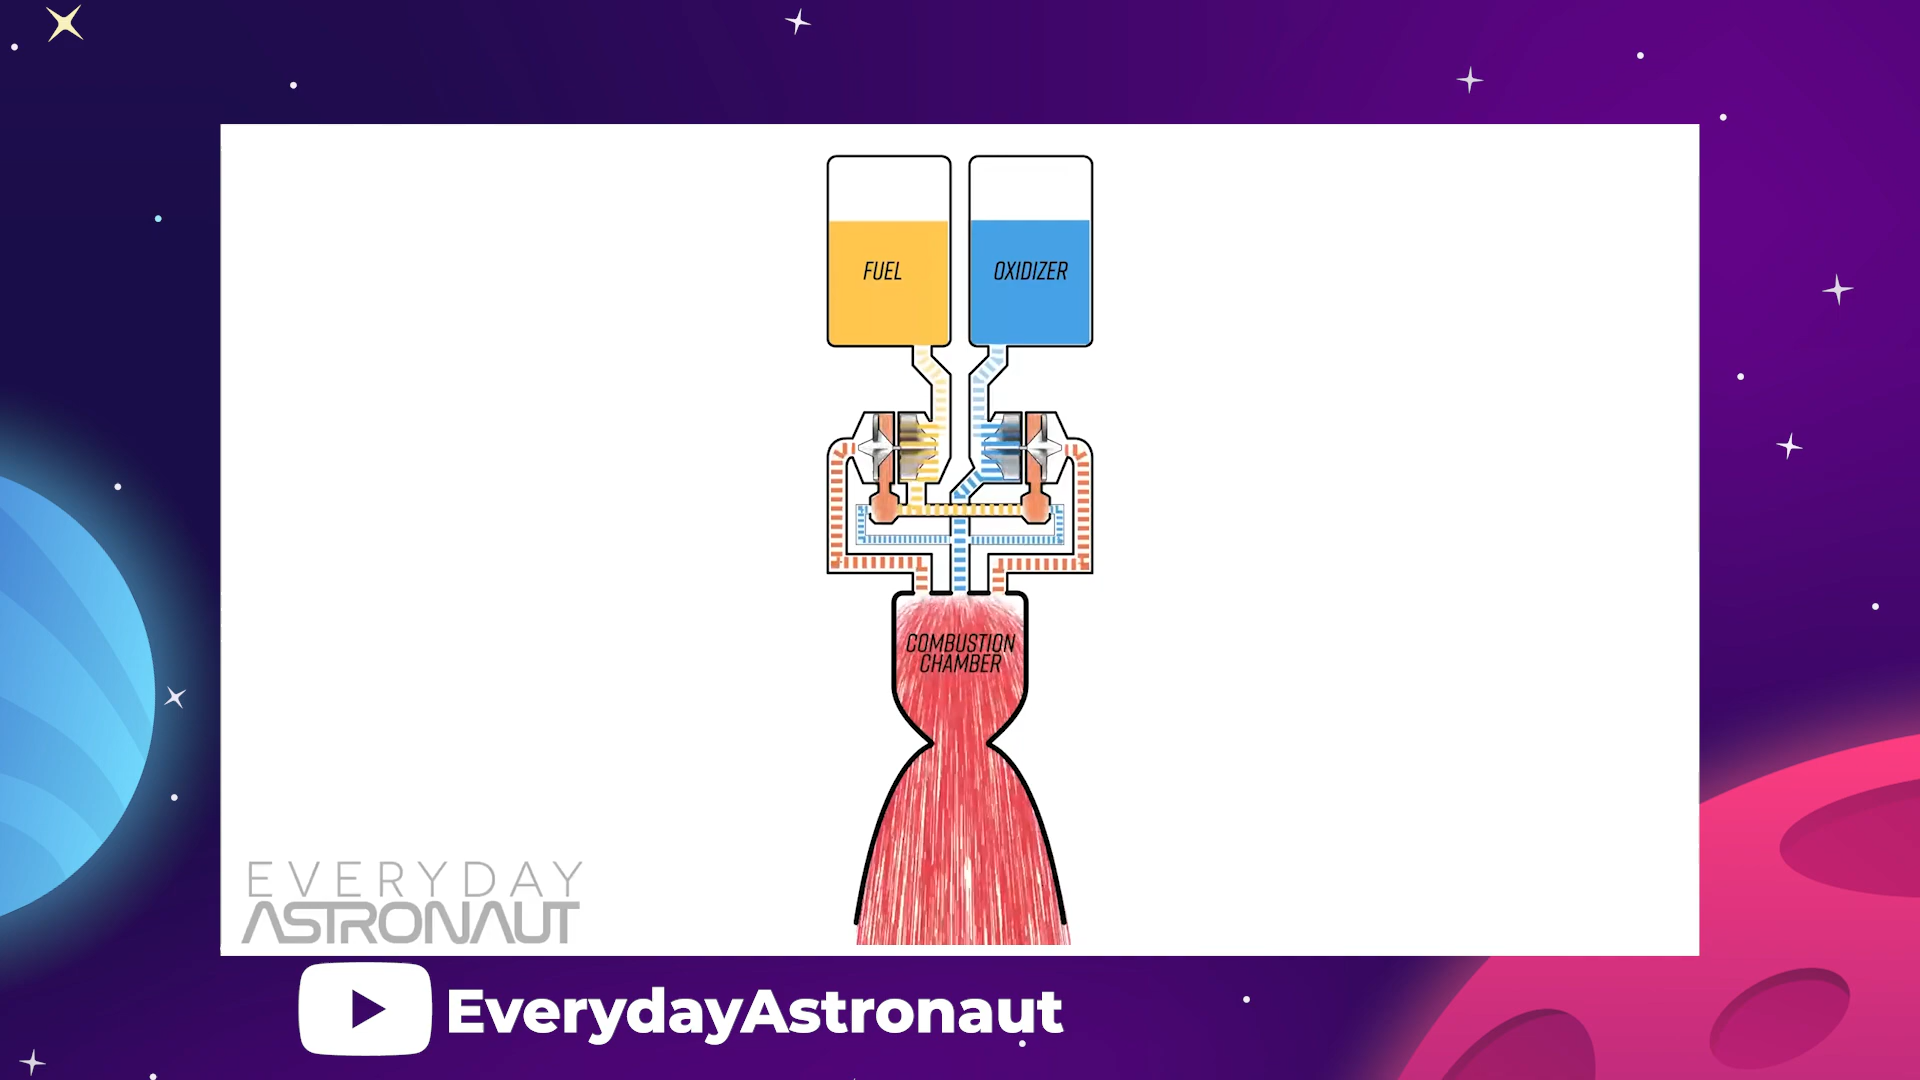 FUEL
OXIDIZER
COMBUSTION
CHAMBER
EVERYDAY
ASTRONAUT
EverydayAstronaut